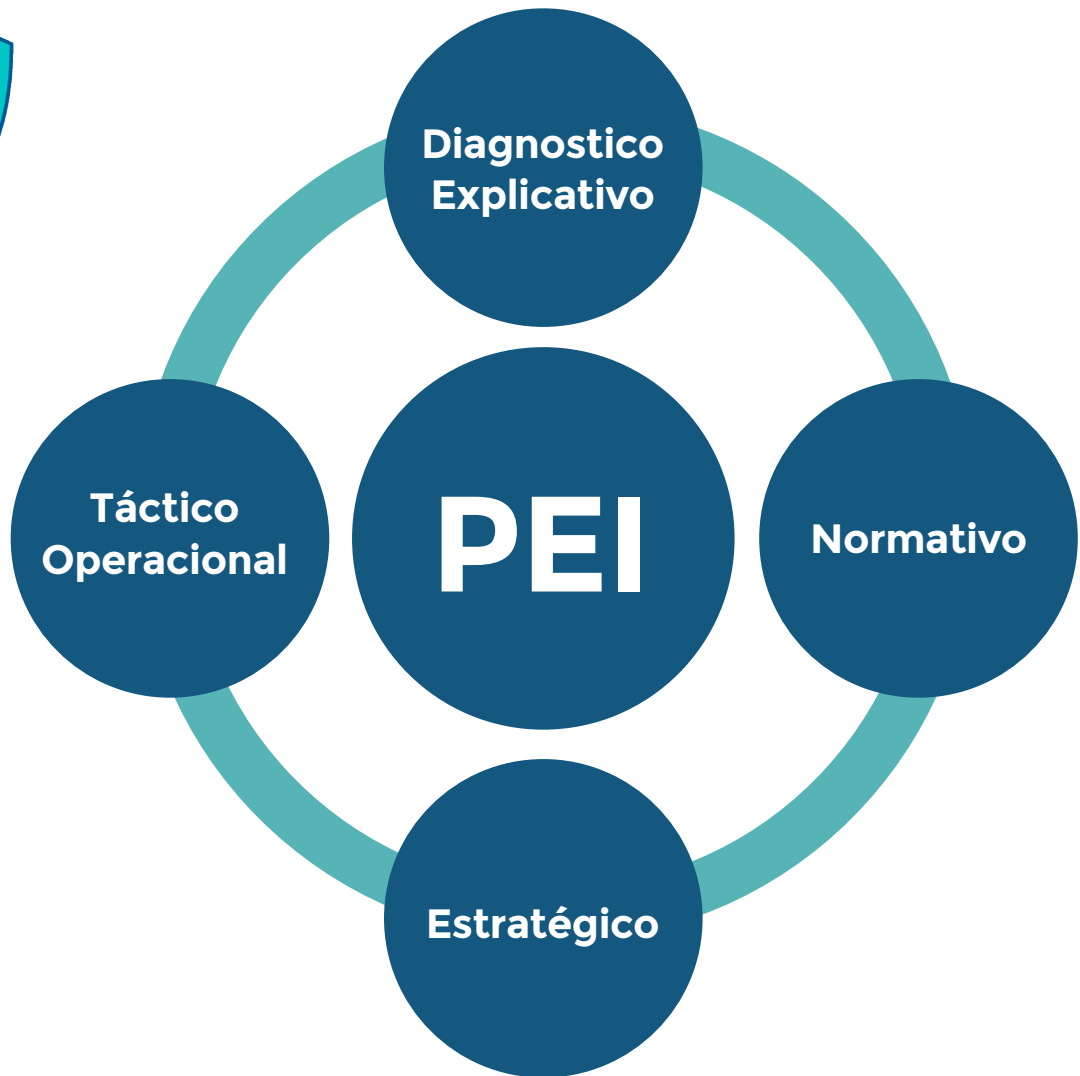 Diagnostico
Explicativo
Táctico
Operacional
PEI
Normativo
Estratégico